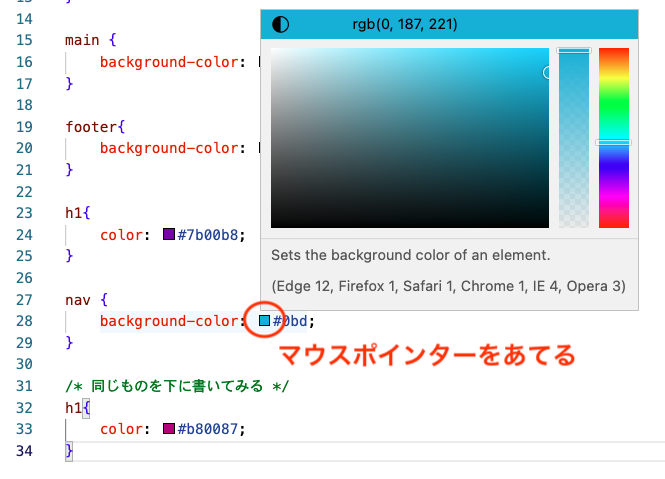 rgb(0, 187, 221)
14
15 main {
16 background-color:
17 }
18
19 footer{
20 background-color:
21 }
22
23 h1{
24 color: #7b00b8;
25 }
26
Sets the background color of an element.
(Edge 12, Firefox 1, Safari 1, Chrome 1, IE 4, Opera 3)
27 nav {
28 background-color: #0bd;
29 }
マウスポインターをあてる
30
31 /* 同じものを下に書いてみる */
32 h1{
33 color: #b80087;
34 }